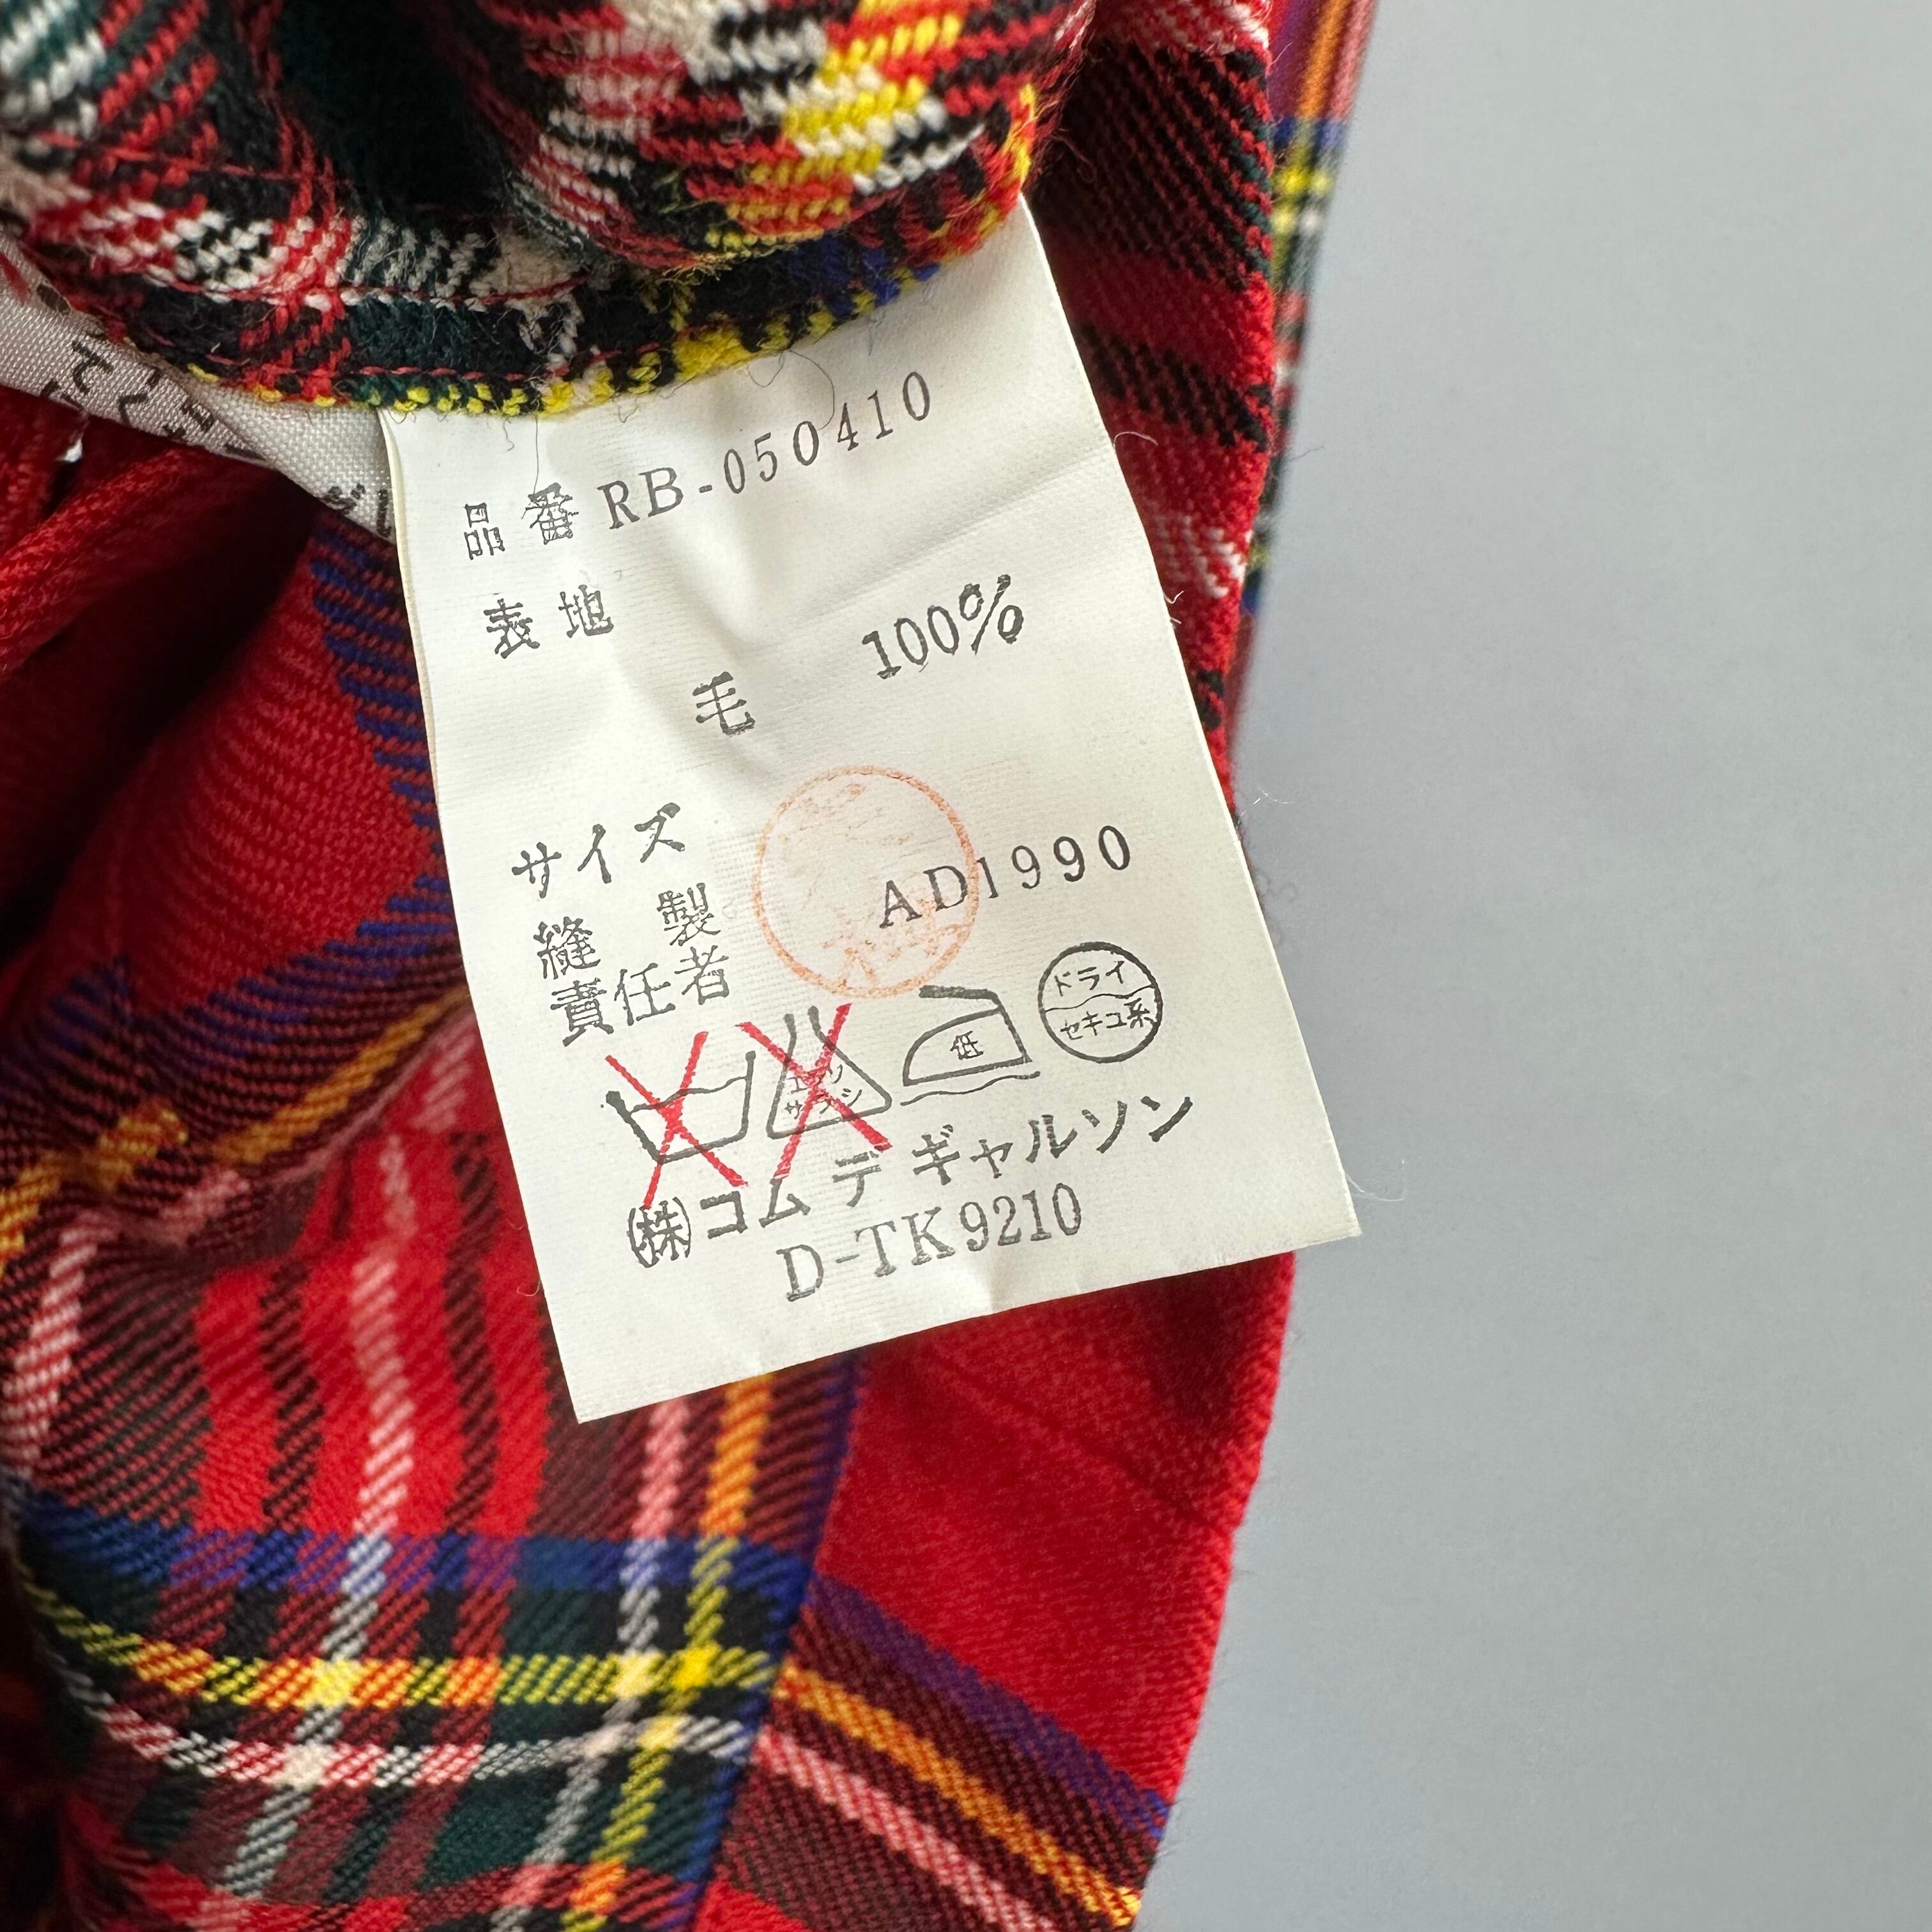 品番 RB-050410
表地
毛 100%
サイズ
AD1990
縫製
責任者
低
ドライ
セキユ系
㈱コム デ ギャルソン
D-TK9210